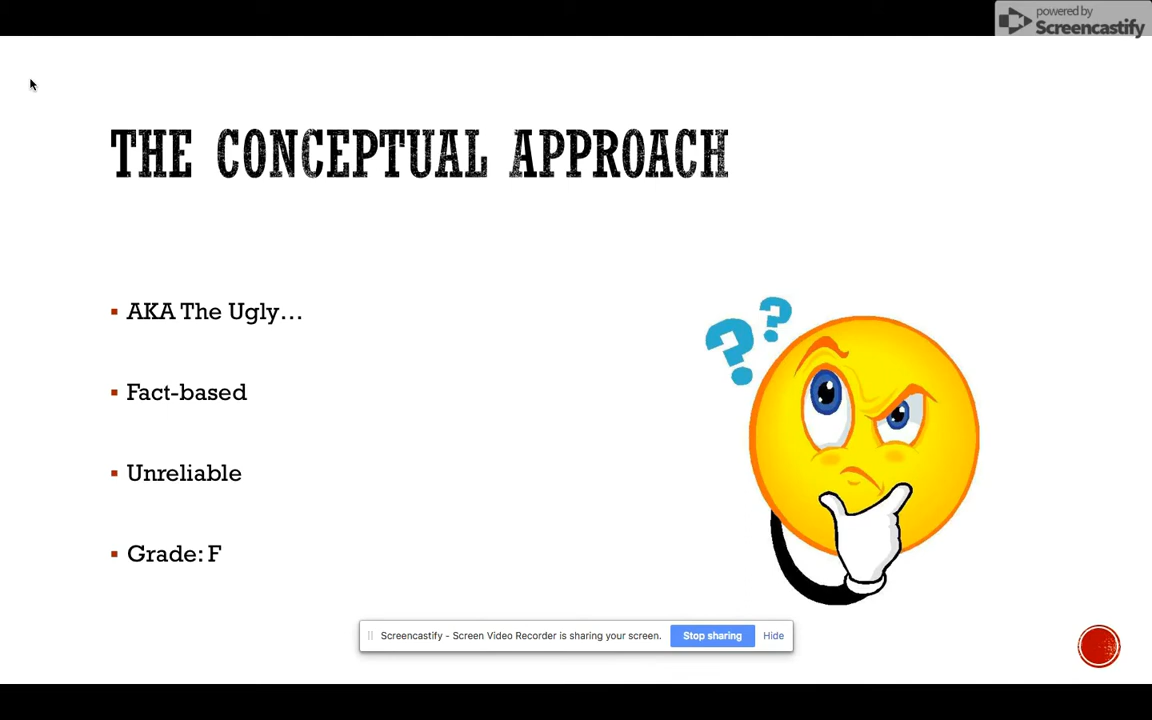 powered by
Screencastify
THE CONCEPTUAL APPROACH
▪ AKA The Ugly...
▪ Fact-based
▪ Unreliable
▪ Grade: F
??
Screencastify - Screen Video Recorder is sharing your screen.
Stop sharing
Hide